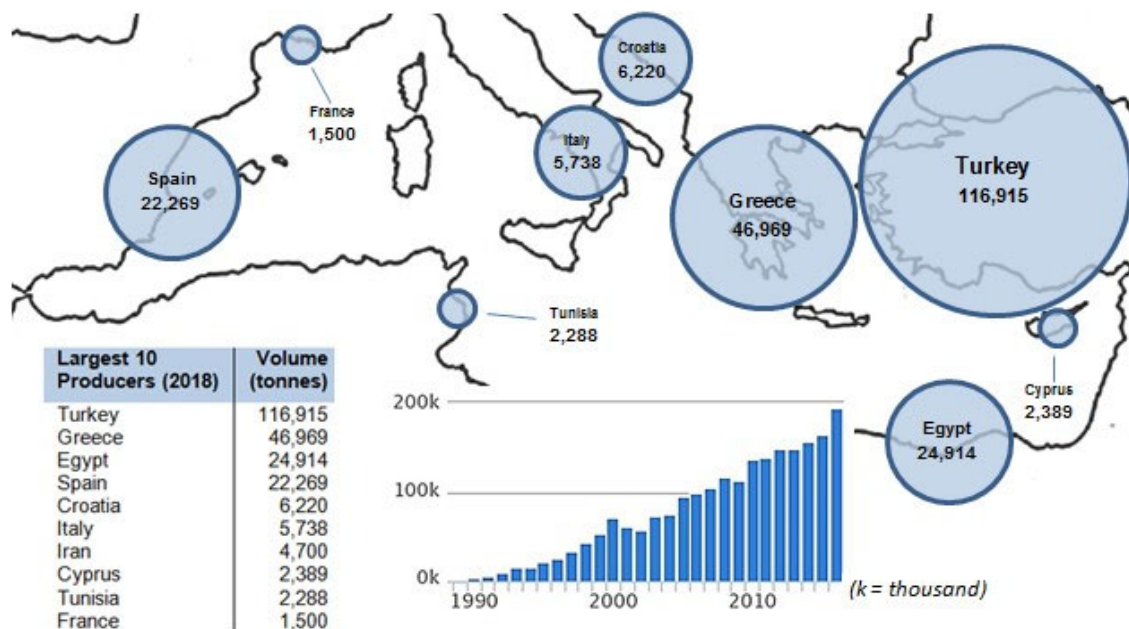 Croatia
6,220
France
1,500
Italy
5,738
Turkey
116,915
Spain
22,269
Greece
46,969
Tunisia
2,288
Cyprus
2,389
Egypt
24,914
Largest 10 Volume
Producers (2018) (tonnes)
Turkey 116,915
Greece 46,969
Egypt 24,914
Spain 22,269
Croatia 6,220
Italy 5,738
Iran 4,700
Cyprus 2,389
Tunisia 2,288
France 1,500
200k
100k
0k
1990 2000 2010
(k = thousand)